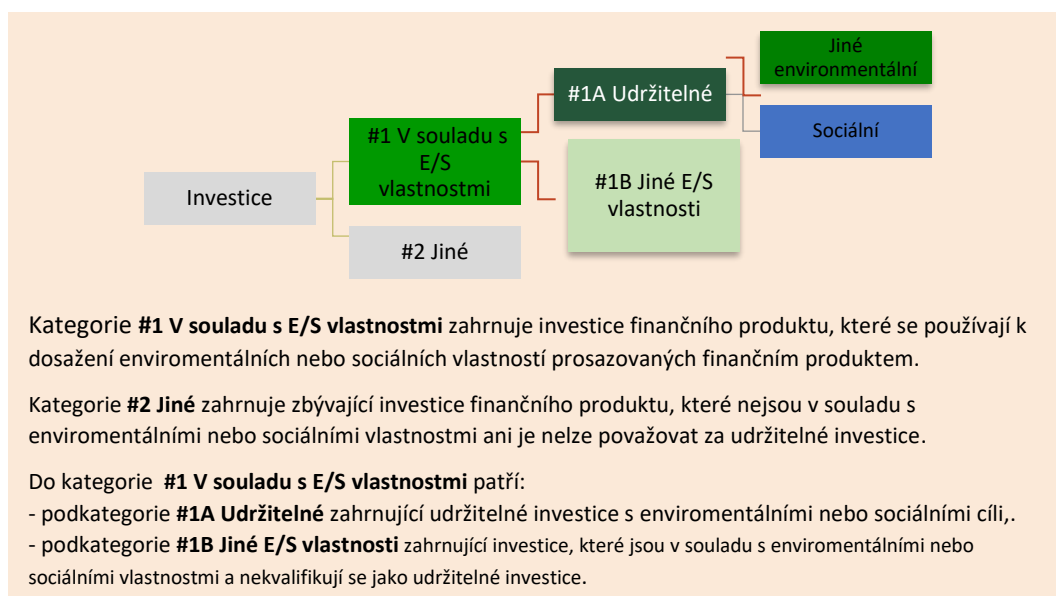 Jiné
environmentální
#1A Udržitelné
Sociální
#1 V souladu s
E/S
vlastnostmi
#1B Jiné E/S
vlastnosti
Investice
#2 Jiné
Kategorie #1 V souladu s E/S vlastnostmi zahrnuje investice finančního produktu, které se používají k
dosažení enviromentálních nebo sociálních vlastností prosazovaných finančním produktem.
Kategorie #2 Jiné zahrnuje zbývající investice finančního produktu, které nejsou v souladu s
enviromentálními nebo sociálními vlastnostmi ani je nelze považovat za udržitelné investice.
Do kategorie #1 V souladu s E/S vlastnostmi patří:
- podkategorie #1A Udržitelné zahrnující udržitelné investice s enviromentálními nebo sociálními cíli,.
- podkategorie #1B Jiné E/S vlastnosti zahrnující investice, které jsou v souladu s enviromentálními nebo
sociálními vlastnostmi a nekvalifikují se jako udržitelné investice.